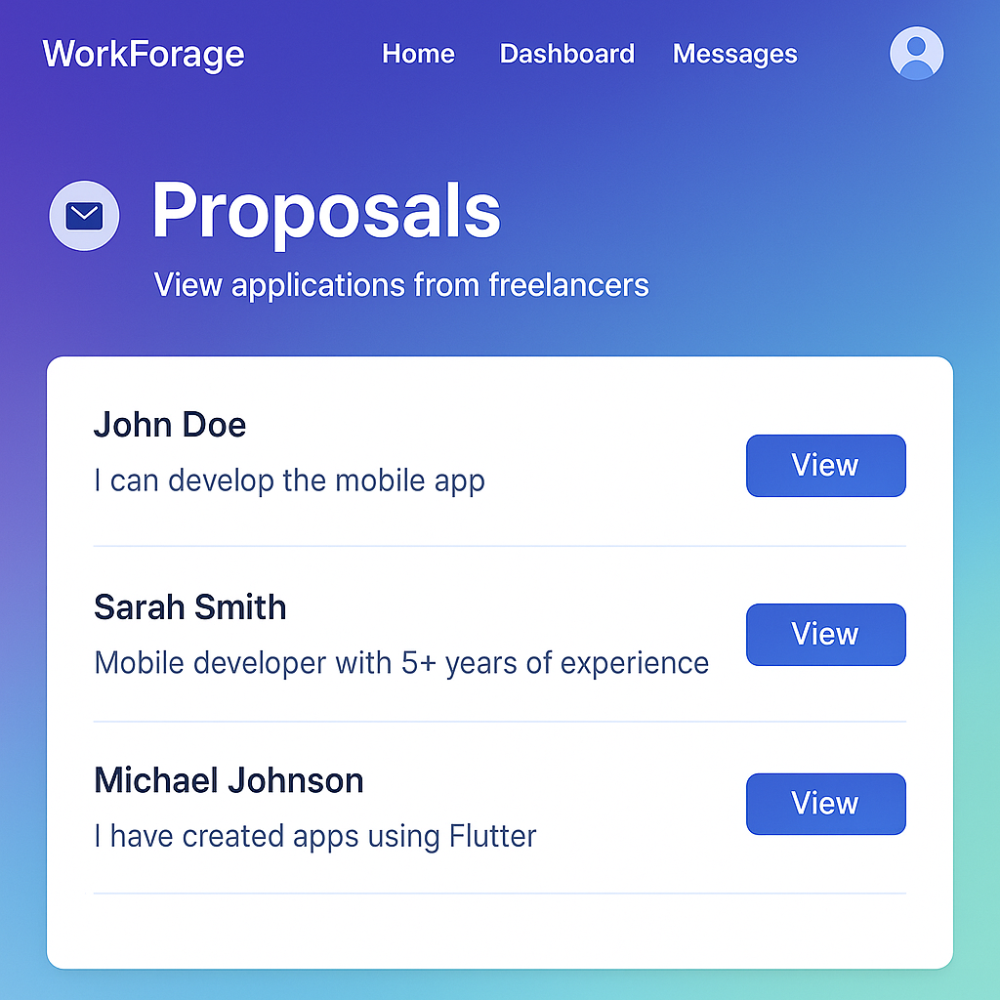 WorkForage
Home Dashboard Messages
Proposals
View applications from freelancers
John Doe
I can develop the mobile app
View
Sarah Smith
Mobile developer with 5+ years of experience
View
Michael Johnson
I have created apps using Flutter
View